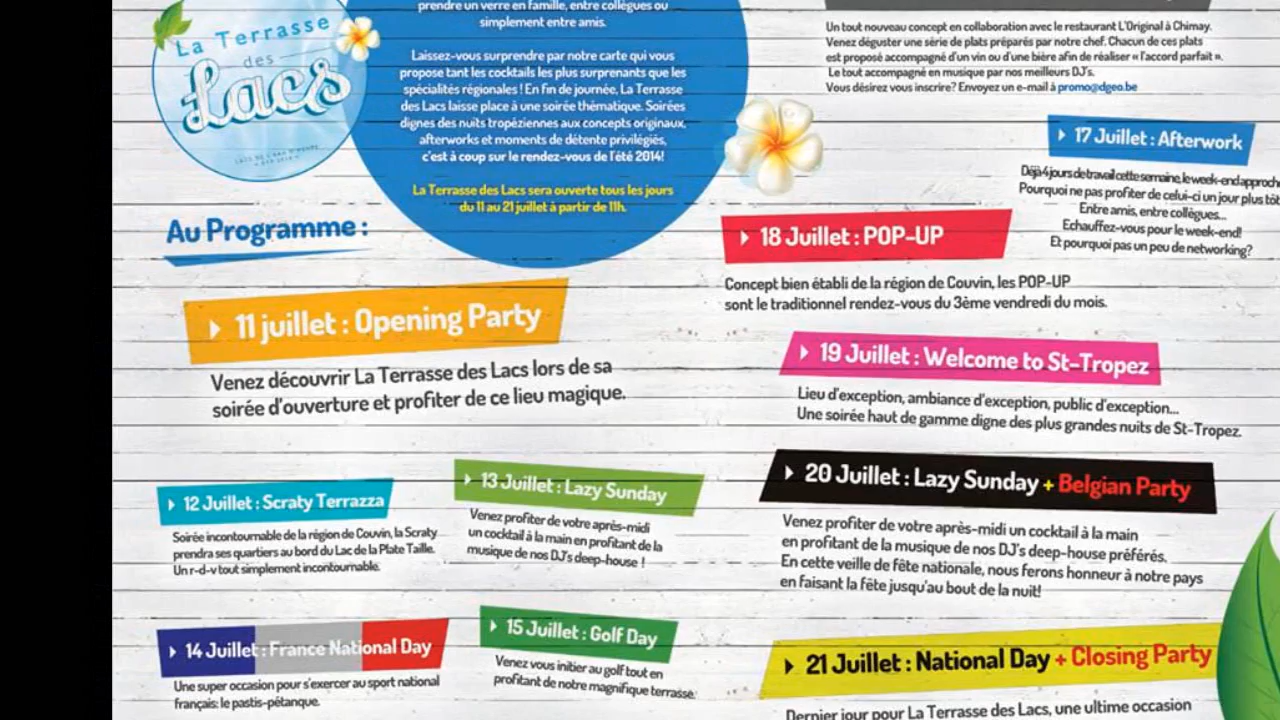 La Terrasse
des
Lacs
prendre un verre en famille, entre collègues ou
simplement entre amis.
Laissez-vous surprendre par notre carte qui vous
propose tant les cocktails les plus surprenants que les
spécialités régionales ! En fin de journée, La Terrasse
des Lacs laisse place à une soirée thématique. Soirées
dignes des nuits tropéziennes aux concepts originaux,
afterworks et moments de détente privilégiés,
c'est à coup sur le rendez-vous de l'été 2014!
La Terrasse des Lacs sera ouverte tous les jours
du 11 au 21 juillet à partir de 11h.
Au Programme :
11 juillet : Opening Party
Venez découvrir La Terrasse des Lacs lors de sa
soirée d'ouverture et profiter de ce lieu magique.
12 Juillet : Scraty Terrazza
Soirée incontournable de la région de Couvin, la Scraty
prendra ses quartiers au bord du Lac de la Plate Taille.
Un r-d-v tout simplement incontournable.
13 Juillet : Lazy Sunday
Venez profiter de votre après-midi
un cocktail à la main en profitant de la
musique de nos DJ's deep-house !
14 Juillet : France National Day
Une super occasion pour s'exercer au sport national
français: le pastis-pétanque.
15 Juillet : Golf Day
Venez vous initier au golf tout en
profitant de notre magnifique terrasse.
Un tout nouveau concept en collaboration avec le restaurant L'Original à Chimay.
Venez déguster une série de plats préparés par notre chef. Chacun de ces plats
est proposé accompagné d'un vin ou d'une bière afin de réaliser « l'accord parfait ».
Le tout accompagné en musique par nos meilleurs DJ's.
Vous désirez vous inscrire? Envoyez un e-mail à promo@dgeo.be
17 Juillet : Afterwork
Déjà 4 jours de travail cette semaine, le week-end approch
Pourquoi ne pas profiter de celui-ci un jour plus tôt
Entre amis, entre collègues...
Echauffez-vous pour le week-end!
Et pourquoi pas un peu de networking?
18 Juillet : POP-UP
Concept bien établi de la région de Couvin, les POP-UP
sont le traditionnel rendez-vous du 3ème vendredi du mois.
19 Juillet : Welcome to St-Tropez
Lieu d'exception, ambiance d'exception, public d'exception...
Une soirée haut de gamme digne des plus grandes nuits de St-Tropez.
20 Juillet : Lazy Sunday + Belgian Party
Venez profiter de votre après-midi un cocktail à la main
en profitant de la musique de nos DJ's deep-house préférés.
En cette veille de fête nationale, nous ferons honneur à notre pays
en faisant la fête jusqu'au bout de la nuit!
21 Juillet : National Day + Closing Party
Dernier jour pour La Terrasse des Lacs, une ultime occasion